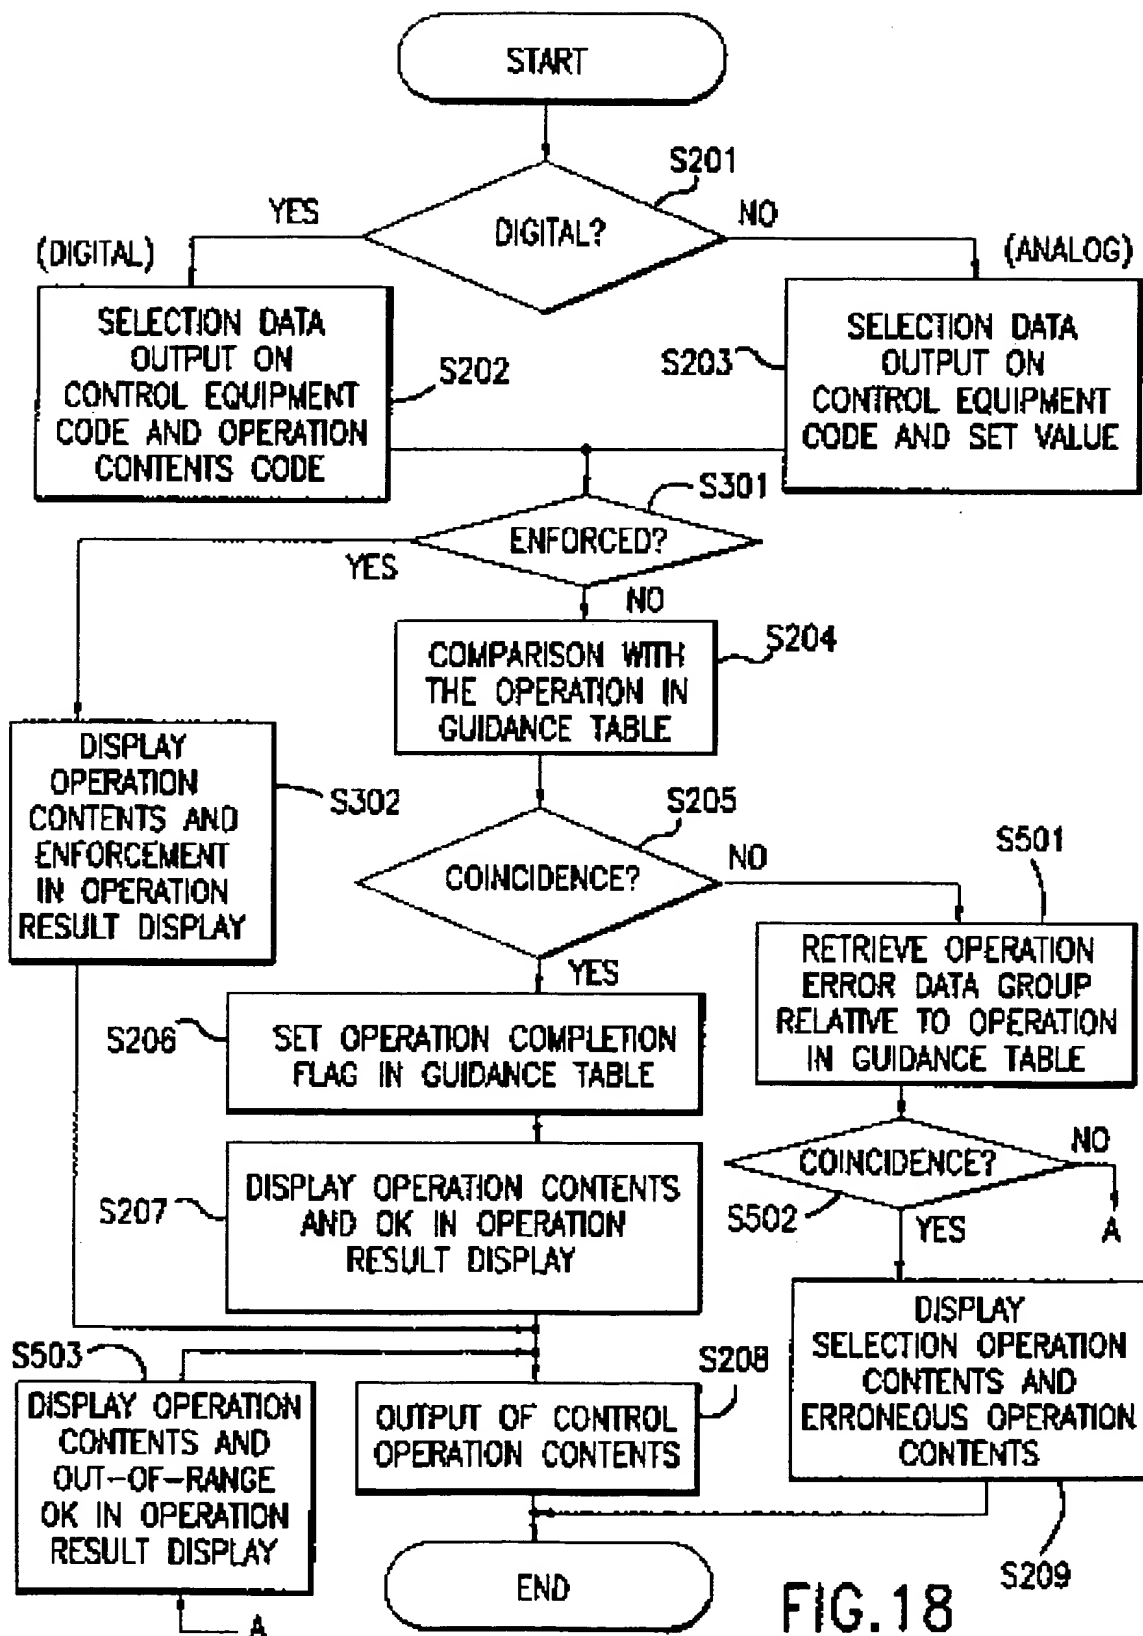 START
S201
YES
DIGITAL?
NO
(DIGITAL)
(ANALOG)
SELECTION DATA
OUTPUT ON
CONTROL EQUIPMENT
CODE AND OPERATION
CONTENTS CODE
S202
S203
SELECTION DATA
OUTPUT ON
CONTROL EQUIPMENT
CODE AND SET VALUE
S301
ENFORCED?
YES
NO
S204
COMPARISON WITH
THE OPERATION IN
GUIDANCE TABLE
DISPLAY
OPERATION
CONTENTS AND
ENFORCEMENT
IN OPERATION
RESULT DISPLAY
S302
S205
COINCIDENCE?
NO
YES
S501
RETRIEVE OPERATION
ERROR DATA GROUP
RELATIVE TO OPERATION
IN GUIDANCE TABLE
S206
SET OPERATION COMPLETION
FLAG IN GUIDANCE TABLE
COINCIDENCE?
NO
S502
YES
A
S207
DISPLAY OPERATION CONTENTS
AND OK IN OPERATION
RESULT DISPLAY
DISPLAY
SELECTION OPERATION
CONTENTS AND
ERRONEOUS OPERATION
CONTENTS
S503
DISPLAY OPERATION
CONTENTS AND
OUT-OF-RANGE
OK IN OPERATION
RESULT DISPLAY
S208
OUTPUT OF CONTROL
OPERATION CONTENTS
S209
END
A
FIG.18